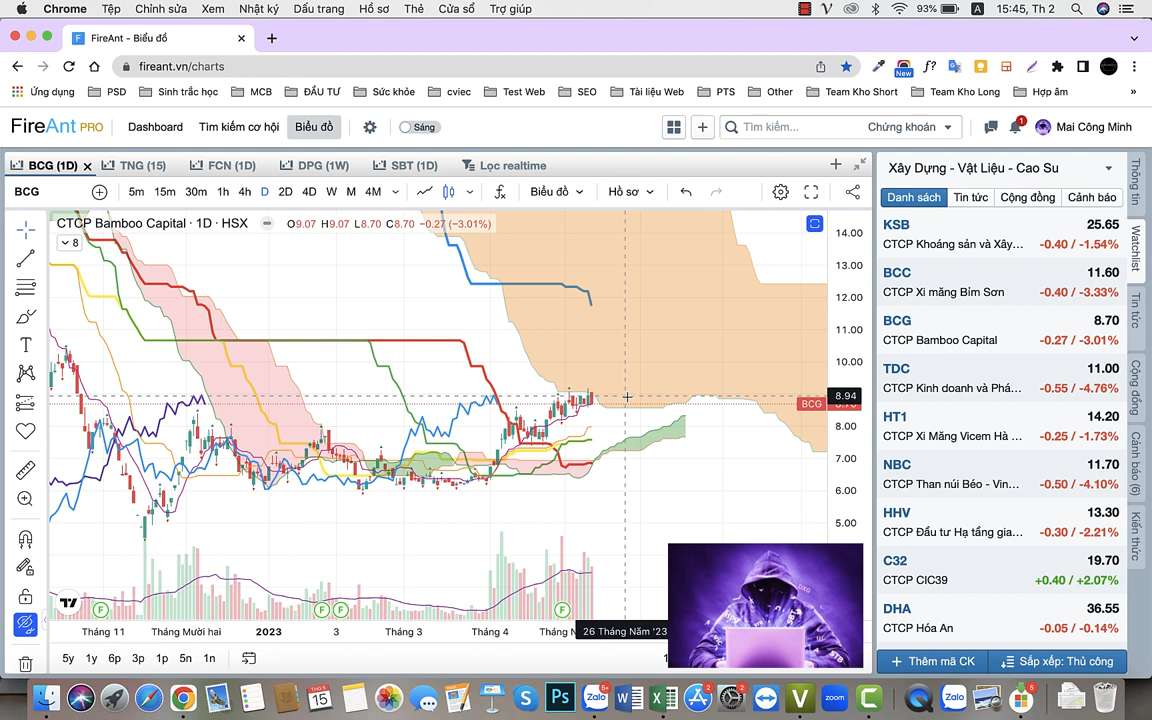 Chrome Tệp Chỉnh sửa Xem Nhật ký Dấu trang Hồ sơ Thẻ Cửa sổ Trợ giúp 93% A 15:45, Th 2
FireAnt - Biểu đồ
fireant.vn/charts
New
f?
Ứng dụng PSD Sinh trắc học MCB ĐẦU TƯ Sức khỏe cviec Test Web SEO Tài liệu Web PTS Other Team Kho Short Team Kho Long Hợp âm »
FireAnt PRO Dashboard Tìm kiếm cơ hội Biểu đồ Sáng Tìm kiếm... Chứng khoán 1 Mai Công Minh
BCG (1D) TNG (15) FCN (1D) DPG (1W) SBT (1D) Lọc realtime
BCG 5m 15m 30m 1h 4h D 2D 4D W M 4M Biểu đồ Hồ sơ
CTCP Bamboo Capital · 1D · HSX O9.07 H9.07 L8.70 C8.70 −0.27 (−3.01%)
8
14.00
13.00
12.00
11.00
10.00
8.94
BCG 8.70
8.00
7.00
6.00
5.00
F F F F
Tháng 11 Tháng Mười hai 2023 3 Tháng 3 Tháng 4 26 Tháng Năm '23
5y 1y 6p 3p 1p 5n 1n
Xây Dựng - Vật Liệu - Cao Su
Danh sách Tin tức Cộng đồng Cảnh báo
KSB 25.65
CTCP Khoáng sản và Xây... -0.40 / -1.54%
BCC 11.60
CTCP Xi măng Bỉm Sơn -0.40 / -3.33%
BCG 8.70
CTCP Bamboo Capital -0.27 / -3.01%
TDC 11.00
CTCP Kinh doanh và Phá... -0.55 / -4.76%
HT1 14.20
CTCP Xi Măng Vicem Hà ... -0.25 / -1.73%
NBC 11.70
CTCP Than núi Béo - Vin... -0.50 / -4.10%
HHV 13.30
CTCP Đầu tư Hạ tầng gia... -0.30 / -2.21%
C32 19.70
CTCP CIC39 +0.40 / +2.07%
DHA 36.55
CTCP Hóa An -0.05 / -0.14%
+ Thêm mã CK Sắp xếp: Thủ công
Thông tin
Watchlist
Tin tức
Cộng đồng
Cảnh báo (6)
Kiến thức
15
Ps
Zalo
zoom
Zalo